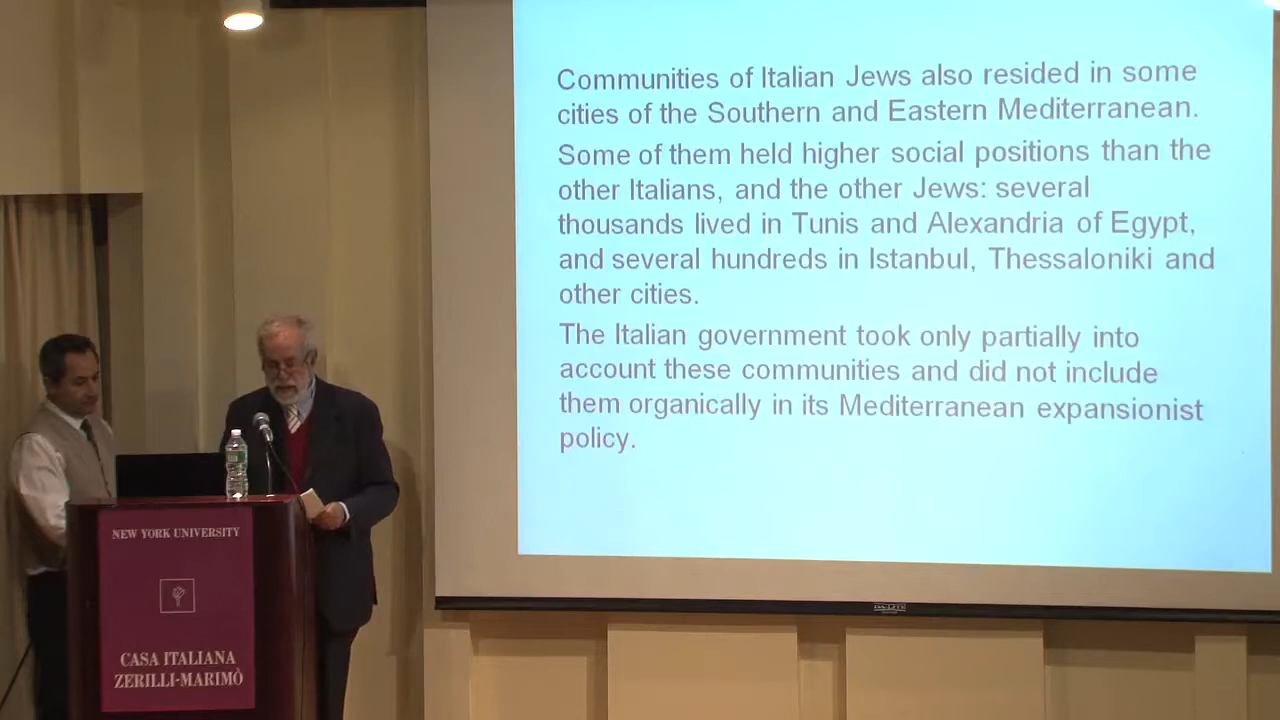 Communities of Italian Jews also resided in some
cities of the Southern and Eastern Mediterranean.
Some of them held higher social positions than the
other Italians, and the other Jews: several
thousands lived in Tunis and Alexandria of Egypt,
and several hundreds in Istanbul, Thessaloniki and
other cities.
The Italian government took only partially into
account these communities and did not include
them organically in its Mediterranean expansionist
policy.
NEW YORK UNIVERSITY
CASA ITALIANA
ZERILLI-MARIMÒ
DA-LITE